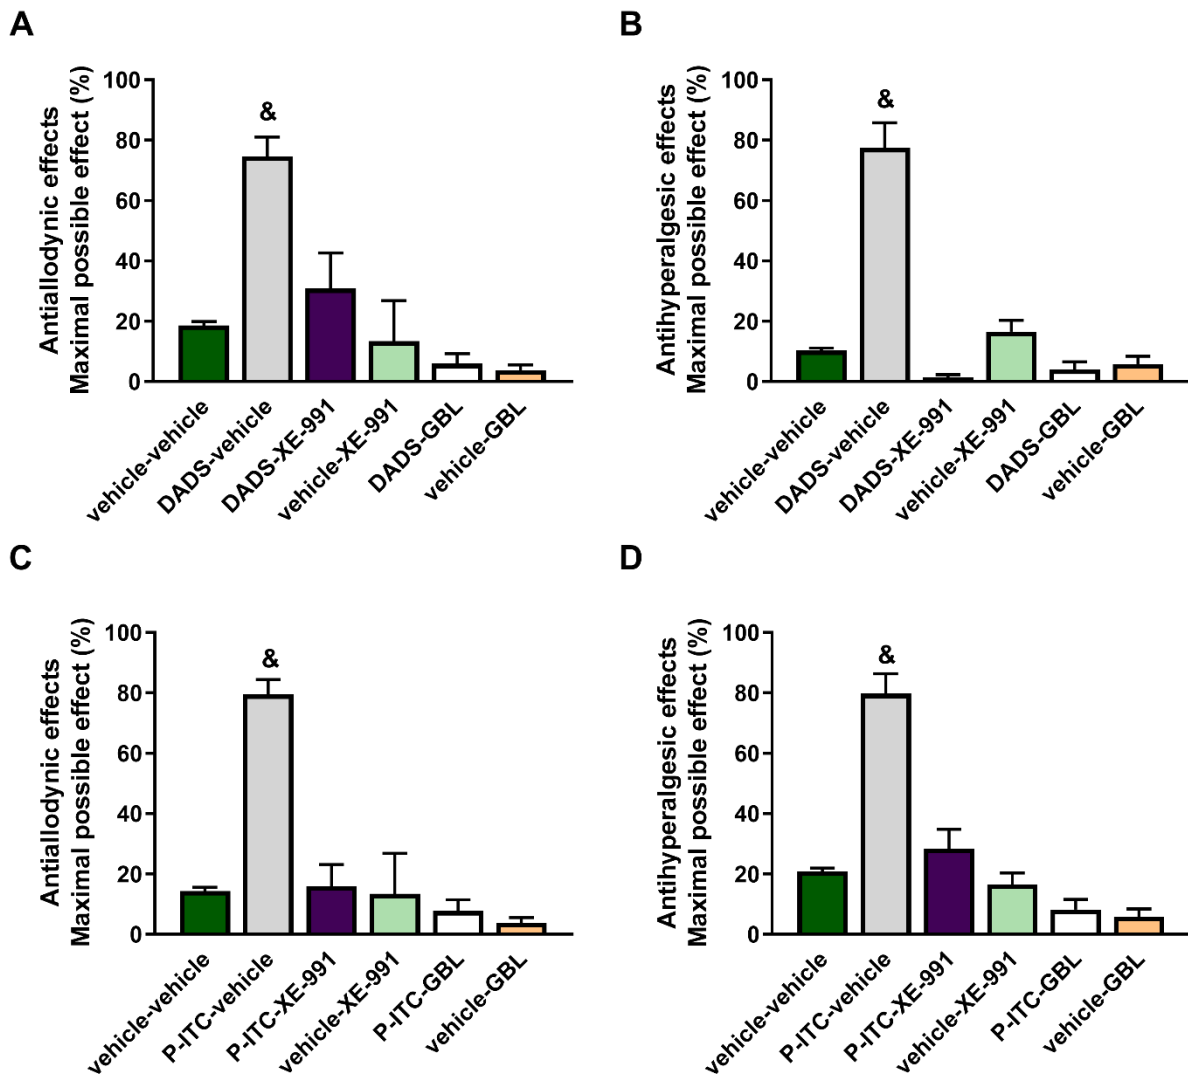 A
Antiallodynic effects
Maximal possible effect (%)
100
80
60
40
20
0
&
vehicle-vehicle
DADS-vehicle
DADS-XE-991
vehicle-XE-991
DADS-GBL
vehicle-GBL
B
Antihyperalgesic effects
Maximal possible effect (%)
100
80
60
40
20
0
&
vehicle-vehicle
DADS-vehicle
DADS-XE-991
vehicle-XE-991
DADS-GBL
vehicle-GBL
C
Antiallodynic effects
Maximal possible effect (%)
100
80
60
40
20
0
&
vehicle-vehicle
P-ITC-vehicle
P-ITC-XE-991
vehicle-XE-991
P-ITC-GBL
vehicle-GBL
D
Antihyperalgesic effects
Maximal possible effect (%)
100
80
60
40
20
0
&
vehicle-vehicle
P-ITC-vehicle
P-ITC-XE-991
vehicle-XE-991
P-ITC-GBL
vehicle-GBL